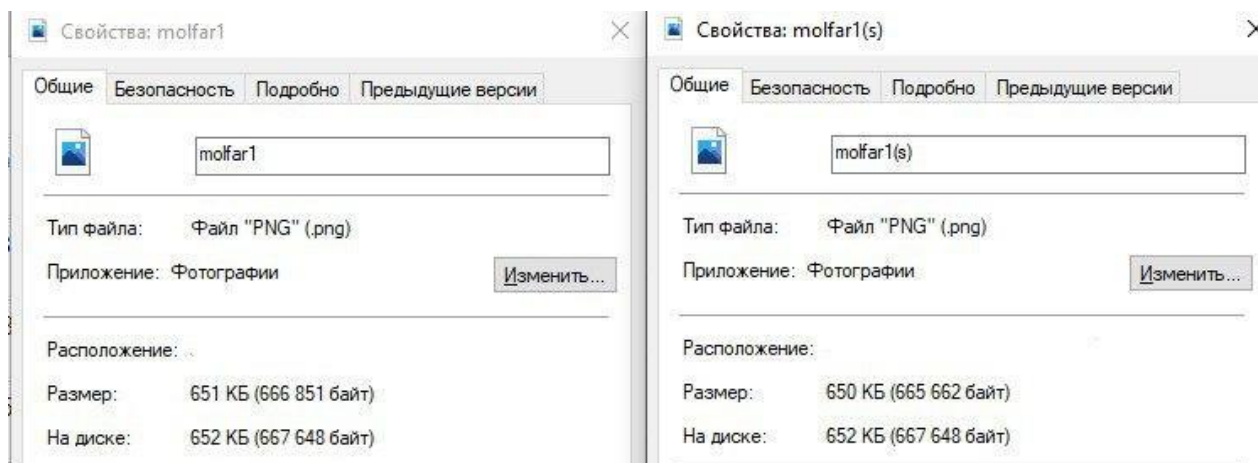 Свойства: molfar1
Общие Безопасность Подробно Предыдущие версии
molfar1
Тип файла: Файл "PNG" (.png)
Приложение: Фотографии Изменить...
Расположение:
Размер: 651 КБ (666 851 байт)
На диске: 652 КБ (667 648 байт)
Свойства: molfar1(s)
Общие Безопасность Подробно Предыдущие версии
molfar1(s)
Тип файла: Файл "PNG" (.png)
Приложение: Фотографии Изменить...
Расположение:
Размер: 650 КБ (665 662 байт)
На диске: 652 КБ (667 648 байт)